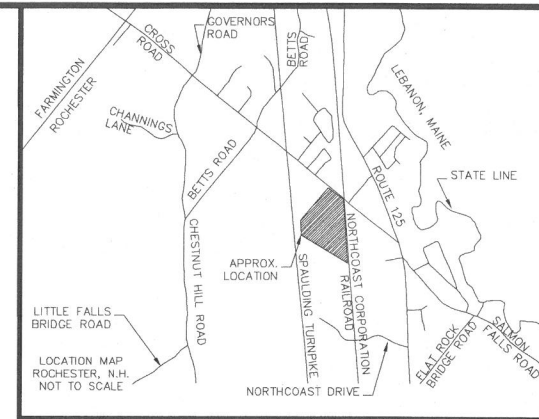 GOVERNORS
ROAD
CROSS
ROAD
BETTS
ROAD
FARMINGTON
ROCHESTER
CHANNINGS
LANE
LEBANON, MAINE
BETTS ROAD
STATE LINE
ROUTE 125
CHESTNUT HILL ROAD
APPROX.
LOCATION
SPAULDING TURNPIKE
NORTHCOAST CORPORATION
RAILROAD
LITTLE FALLS
BRIDGE ROAD
LOCATION MAP
ROCHESTER, N.H.
NOT TO SCALE
NORTHCOAST DRIVE
FLAT ROCK
BRIDGE ROAD
SALMON
FALLS ROAD